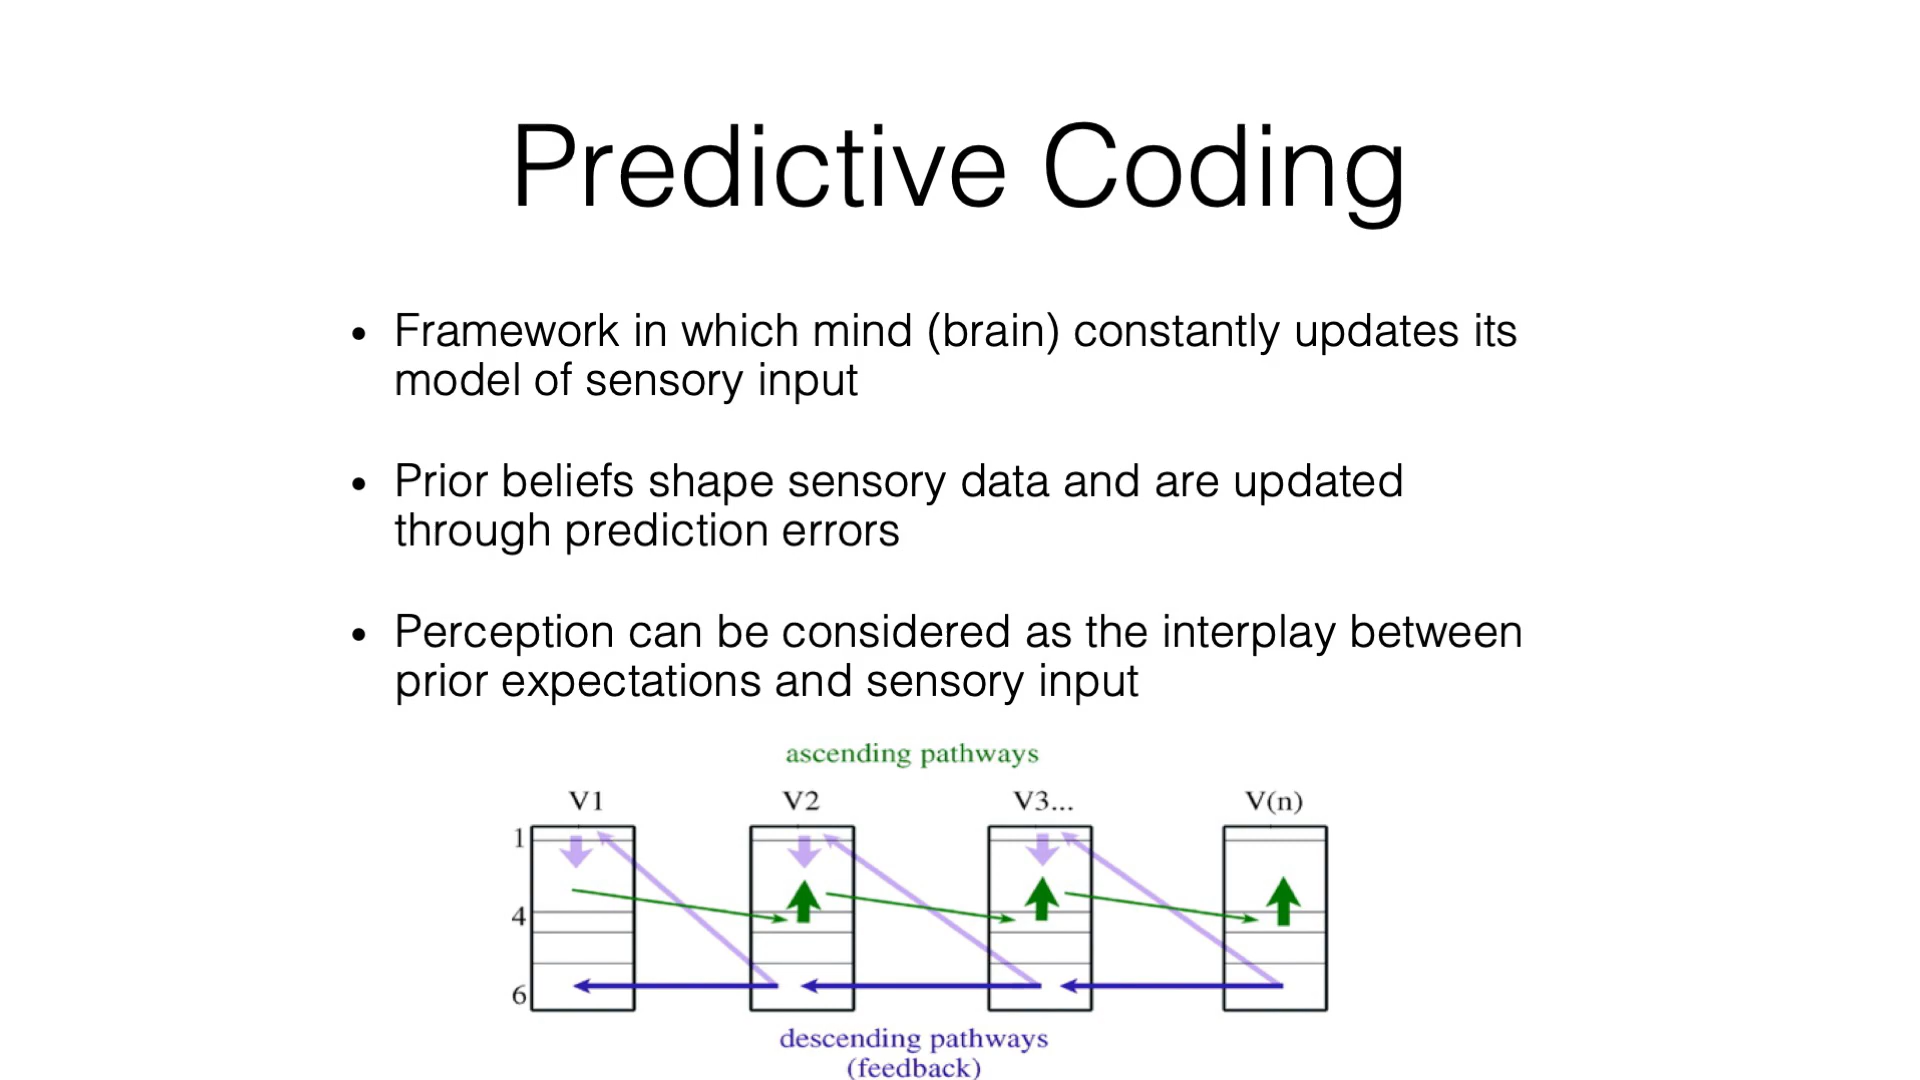 Predictive Coding
• Framework in which mind (brain) constantly updates its
model of sensory input
• Prior beliefs shape sensory data and are updated
through prediction errors
• Perception can be considered as the interplay between
prior expectations and sensory input
ascending pathways
V1 V2 V3... V(n)
1
4
6
descending pathways
(feedback)